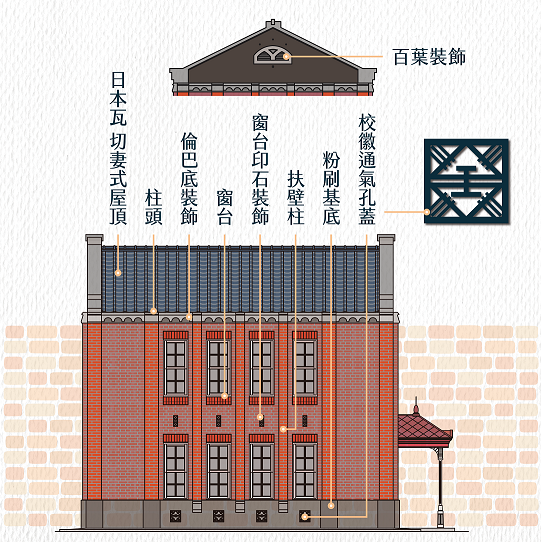 百葉裝飾
日本瓦 切妻式屋頂
柱頭
倫巴底裝飾
窗台
窗台印石裝飾
扶壁柱
粉刷基底
校徽通氣孔蓋